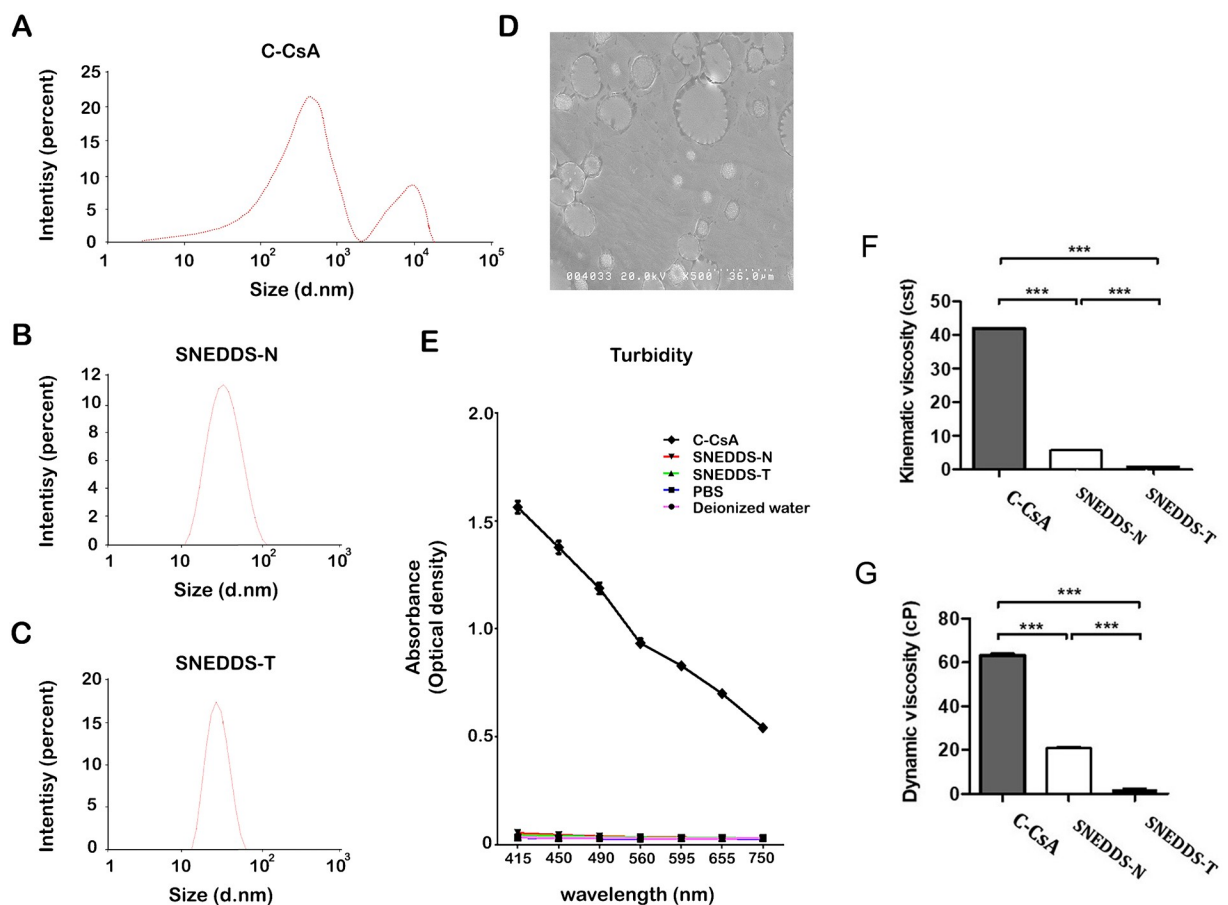 A
C-CsA
Intentisy (percent)
25
20
15
10
5
0
1
10
10²
10³
10⁴
10⁵
Size (d.nm)
B
SNEDDS-N
Intentisy (percent)
12
10
8
6
4
2
0
1
10
10²
10³
Size (d.nm)
C
SNEDDS-T
Intentisy (percent)
20
15
10
5
0
1
10
10²
10³
Size (d.nm)
D
004033 20.0kV X500 36.0µm
E
Turbidity
Absorbance
(Optical density)
2.0
1.5
1.0
0.5
0
C-CsA
SNEDDS-N
SNEDDS-T
PBS
Deionized water
415 450 490 560 595 655 750
wavelength (nm)
F
Kinematic viscosity (cst)
50
40
30
40
10
0
***
*** ***
C-CsA
SNEDDS-N
SNEDDS-T
G
Dynamic viscosity (cP)
80
60
40
20
0
***
*** ***
C-CsA
SNEDDS-N
SNEDDS-T